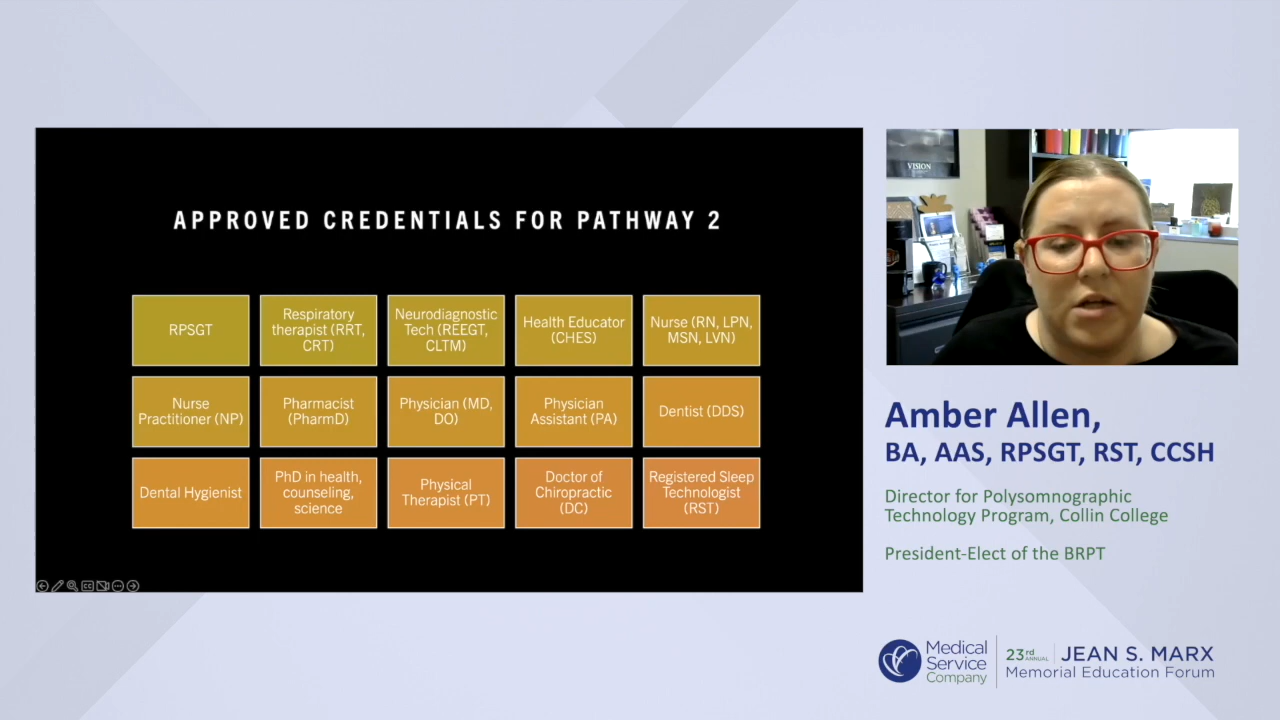 APPROVED CREDENTIALS FOR PATHWAY 2
RPSGT
Respiratory
therapist (RRT,
CRT)
Neurodiagnostic
Tech (REEGT,
CLTM)
Health Educator
(CHES)
Nurse (RN, LPN,
MSN, LVN)
Nurse
Practitioner (NP)
Pharmacist
(PharmD)
Physician (MD,
DO)
Physician
Assistant (PA)
Dentist (DDS)
Dental Hygienist
PhD in health,
counseling,
science
Physical
Therapist (PT)
Doctor of
Chiropractic
(DC)
Registered Sleep
Technologist
(RST)
VISION
Amber Allen,
BA, AAS, RPSGT, RST, CCSH
Director for Polysomnographic
Technology Program, Collin College
President-Elect of the BRPT
Medical
Service
Company
23rd ANNUAL JEAN S. MARX
Memorial Education Forum